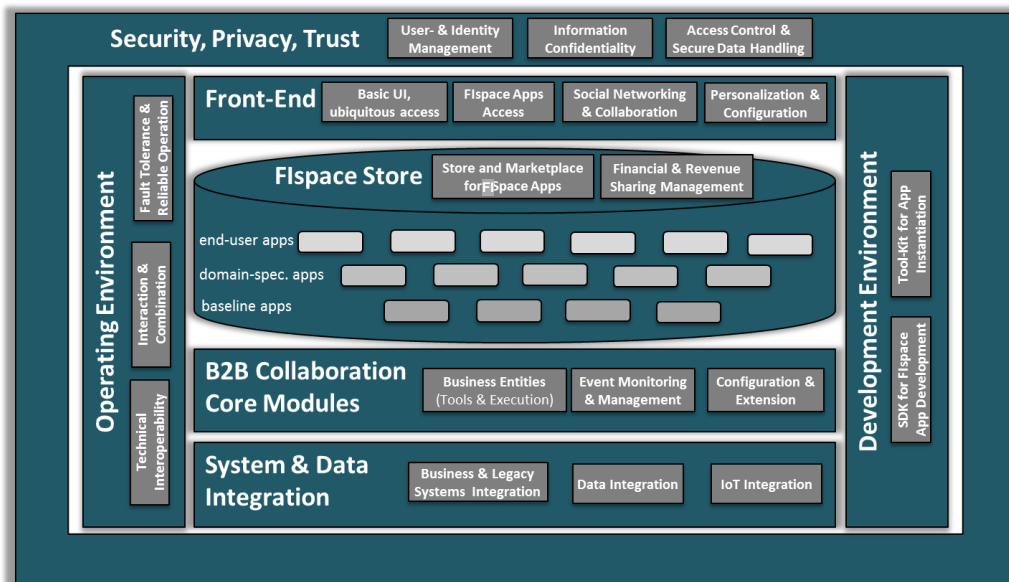 Security, Privacy, Trust
User- & Identity
Management
Information
Confidentiality
Access Control &
Secure Data Handling
Operating Environment
Fault Tolerance &
Reliable Operation
Interaction &
Combination
Technical
Interoperability
Front-End
Basic UI,
ubiquitous access
FIspace Apps
Access
Social Networking
& Collaboration
Personalization &
Configuration
FIspace Store
Store and Marketplace
for FISpace Apps
Financial & Revenue
Sharing Management
end-user apps
domain-spec. apps
baseline apps
B2B Collaboration
Core Modules
Business Entities
(Tools & Execution)
Event Monitoring
& Management
Configuration &
Extension
System & Data
Integration
Business & Legacy
Systems Integration
Data Integration
IoT Integration
Development Environment
Tool-Kit for App
Instantiation
SDK for FIspace
App Development